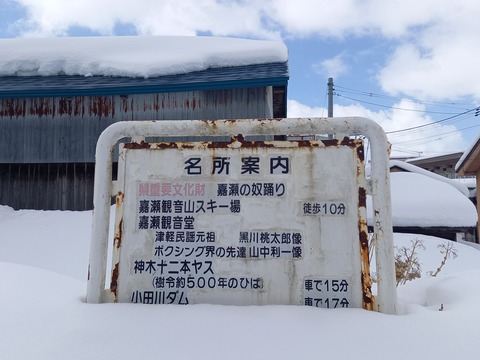 名所案内
県重要文化財 嘉瀬の奴踊り
嘉瀬観音山スキー場 徒歩10分
嘉瀬観音堂
津軽民謡元祖 黒川桃太郎像
ボクシング界の先達 山中利一像
神木十二本ヤス 車で15分
(樹令約500年のひば)
小田川ダム 車で17分